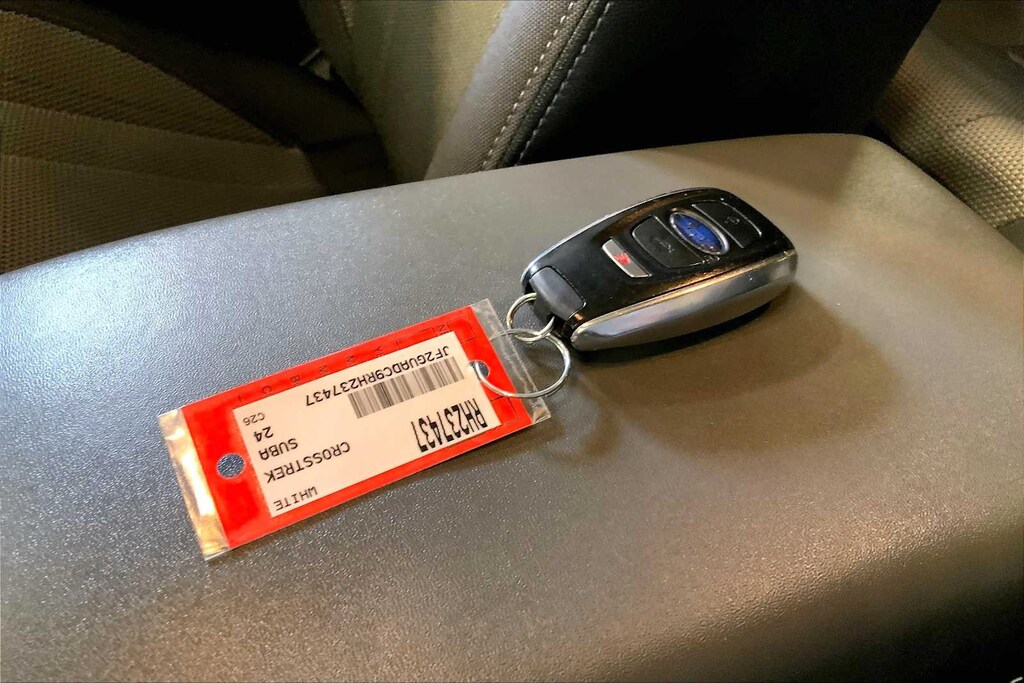 RH237437
JF2GUADC9RH237437
24 C26
SUBA
CROSSTREK
WHITE